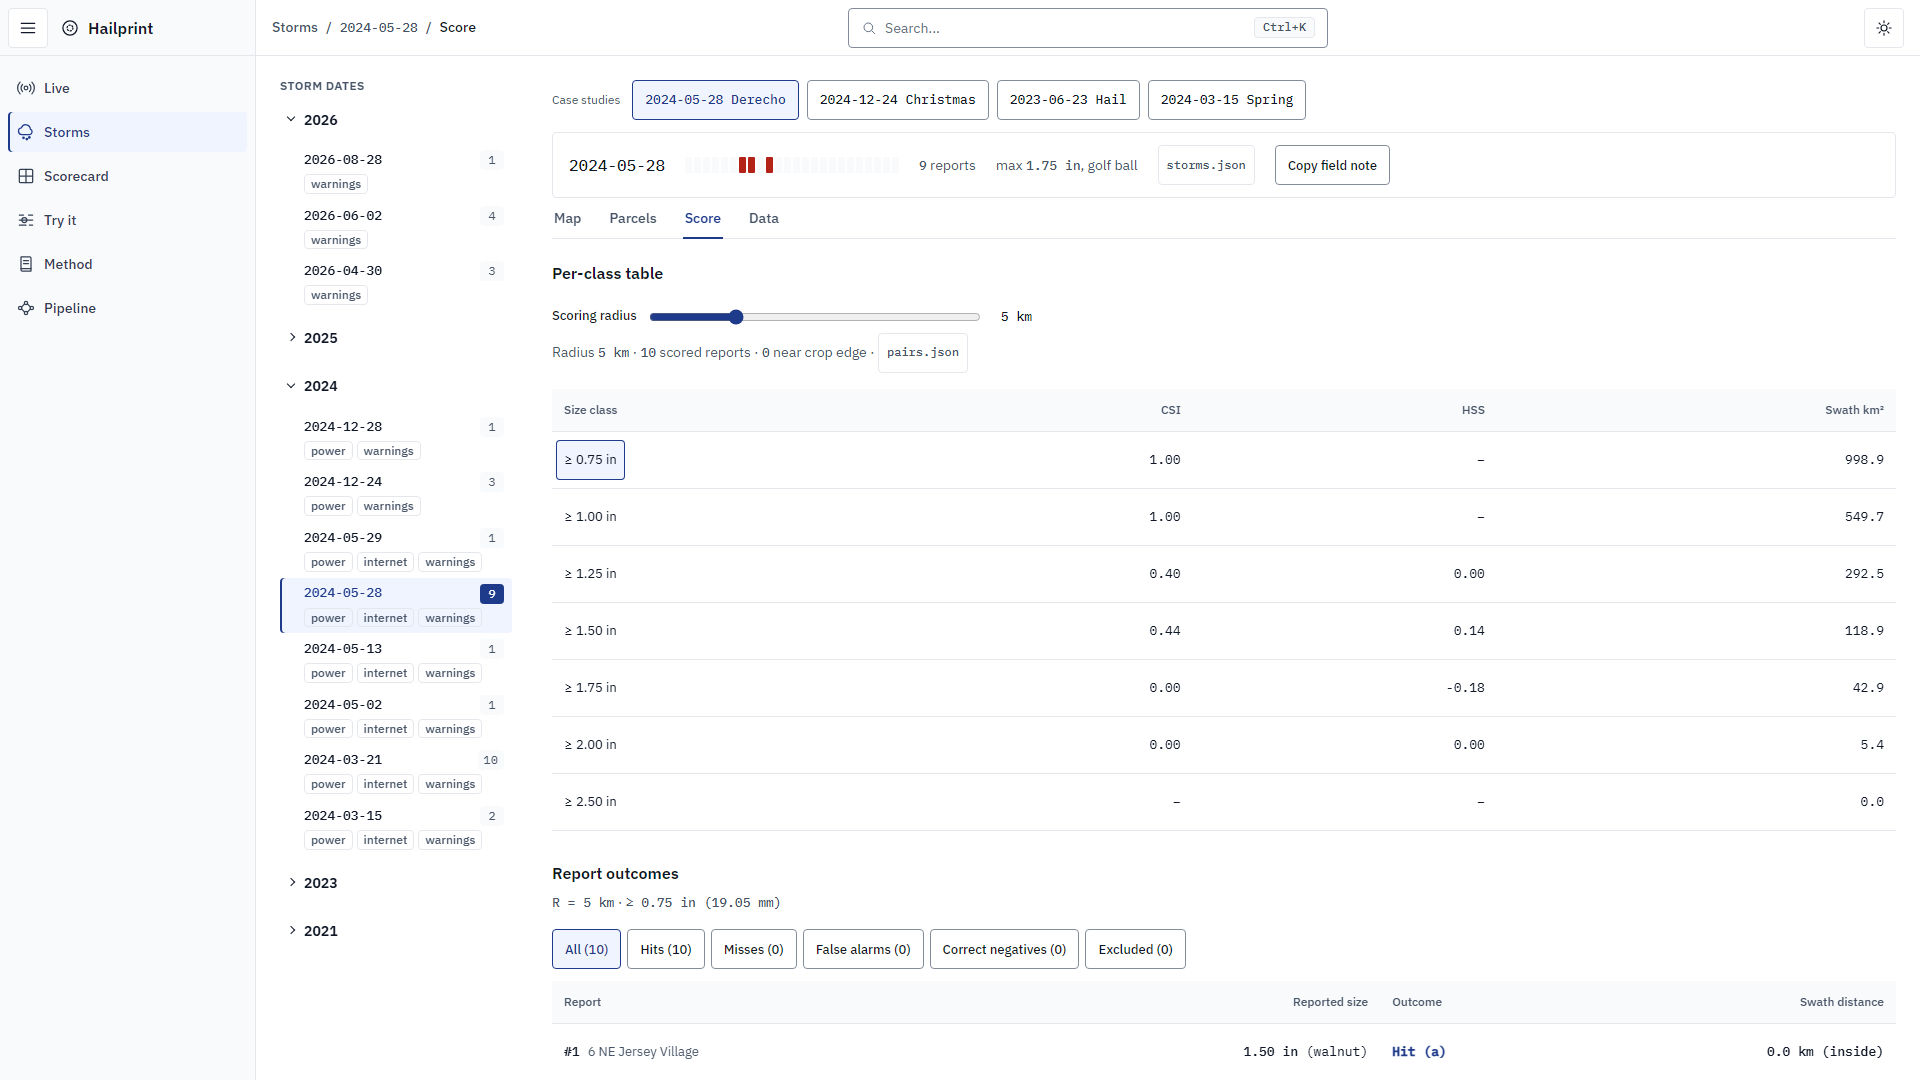 Hailprint
Storms / 2024-05-28 / Score
Search...
Ctrl+K
Live
Storms
Scorecard
Try it
Method
Pipeline
STORM DATES
2026
2026-08-28 1
warnings
2026-06-02 4
warnings
2026-04-30 3
warnings
2025
2024
2024-12-28 1
power warnings
2024-12-24 3
power warnings
2024-05-29 1
power internet warnings
2024-05-28 9
power internet warnings
2024-05-13 1
power internet warnings
2024-05-02 1
power internet warnings
2024-03-21 10
power internet warnings
2024-03-15 2
power internet warnings
2023
2021
Case studies 2024-05-28 Derecho 2024-12-24 Christmas 2023-06-23 Hail 2024-03-15 Spring
2024-05-28 9 reports max 1.75 in, golf ball storms.json Copy field note
Map Parcels Score Data
Per-class table
Scoring radius 5 km
Radius 5 km · 10 scored reports · 0 near crop edge · pairs.json
Size class CSI HSS Swath km²
≥ 0.75 in 1.00 – 998.9
≥ 1.00 in 1.00 – 549.7
≥ 1.25 in 0.40 0.00 292.5
≥ 1.50 in 0.44 0.14 118.9
≥ 1.75 in 0.00 -0.18 42.9
≥ 2.00 in 0.00 0.00 5.4
≥ 2.50 in – – 0.0
Report outcomes
R = 5 km · ≥ 0.75 in (19.05 mm)
All (10) Hits (10) Misses (0) False alarms (0) Correct negatives (0) Excluded (0)
Report Reported size Outcome Swath distance
#1 6 NE Jersey Village 1.50 in (walnut) Hit (a) 0.0 km (inside)